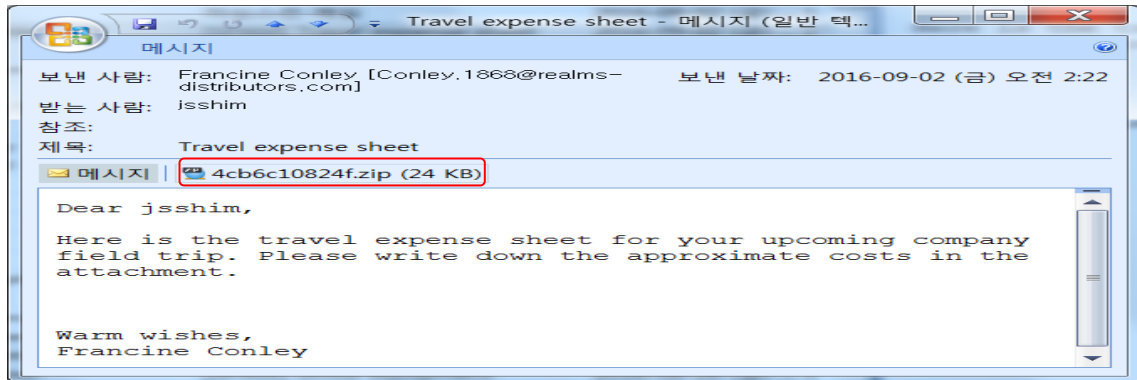 Travel expense sheet - 메시지 (일반 텍...
메시지
보낸 사람: Francine Conley [Conley.1868@realms-distributors.com] 보낸 날짜: 2016-09-02 (금) 오전 2:22
받는 사람: jsshim
참조:
제목: Travel expense sheet
메시지 4cb6c10824f.zip (24 KB)
Dear jsshim,
Here is the travel expense sheet for your upcoming company
field trip. Please write down the approximate costs in the
attachment.
Warm wishes,
Francine Conley